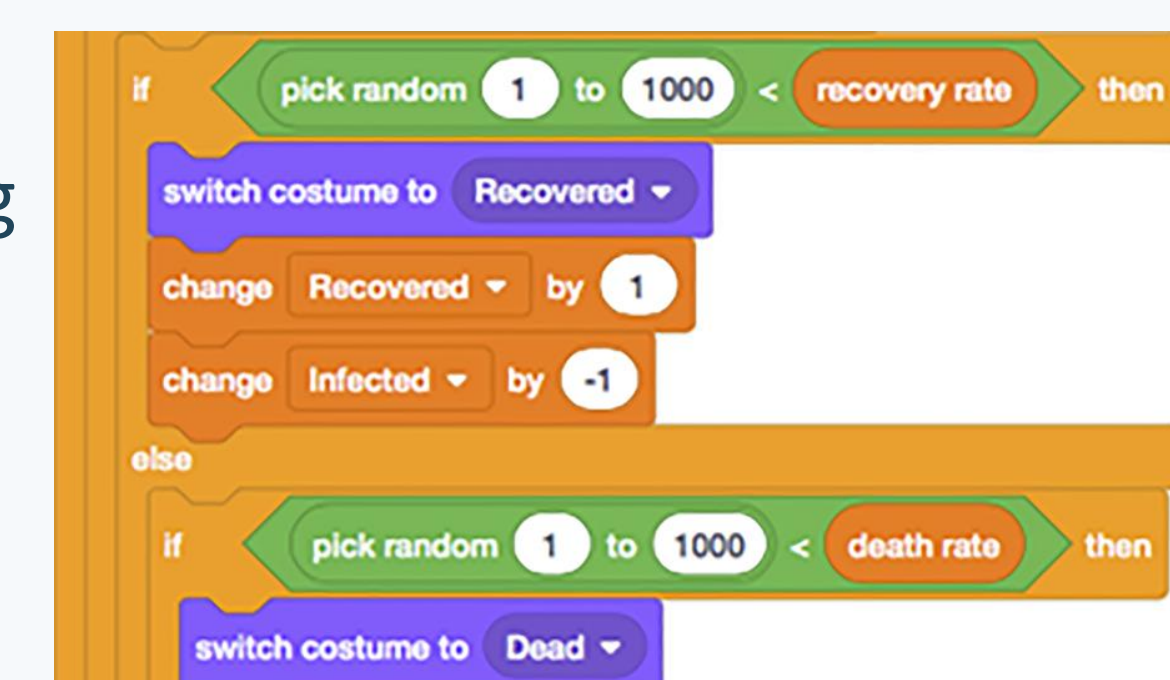 if pick random 1 to 1000 < recovery rate then
g
switch costume to Recovered
change Recovered by 1
change Infected by -1
else
if pick random 1 to 1000 < death rate then
switch costume to Dead